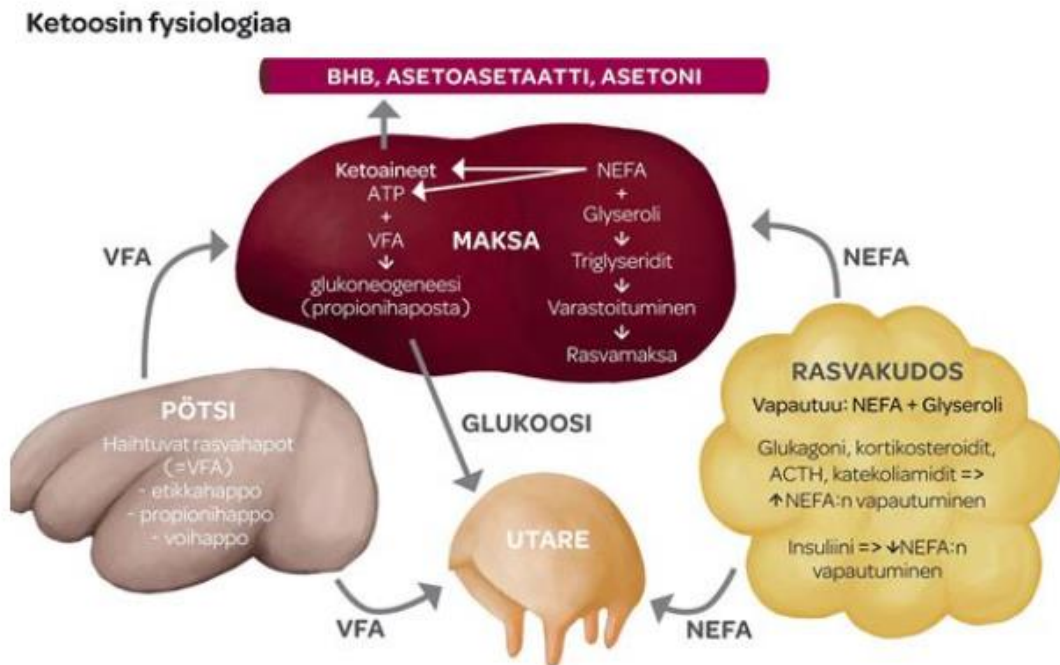 Ketoosin fysiologiaa
BHB, ASETOASETAATTI, ASETONI
Ketoaineet
ATP
+
VFA
↓
glukoneogeneesi
(propionihaposta)
MAKSA
NEFA
+
Glyseroli
↓
Triglyseridit
↓
Varastoituminen
↓
Rasvamaksa
VFA
NEFA
PÖTSI
Haihtuvat rasvahapot
(=VFA)
- etikkahappo
- propionihappo
- voihappo
GLUKOOSI
RASVAKUDOS
Vapautuu: NEFA + Glyseroli
Glukagoni, kortikosteroidit,
ACTH, katekoliamidit =>
↑NEFA:n vapautuminen
Insuliini => ↓NEFA:n
vapautuminen
UTARE
VFA
NEFA